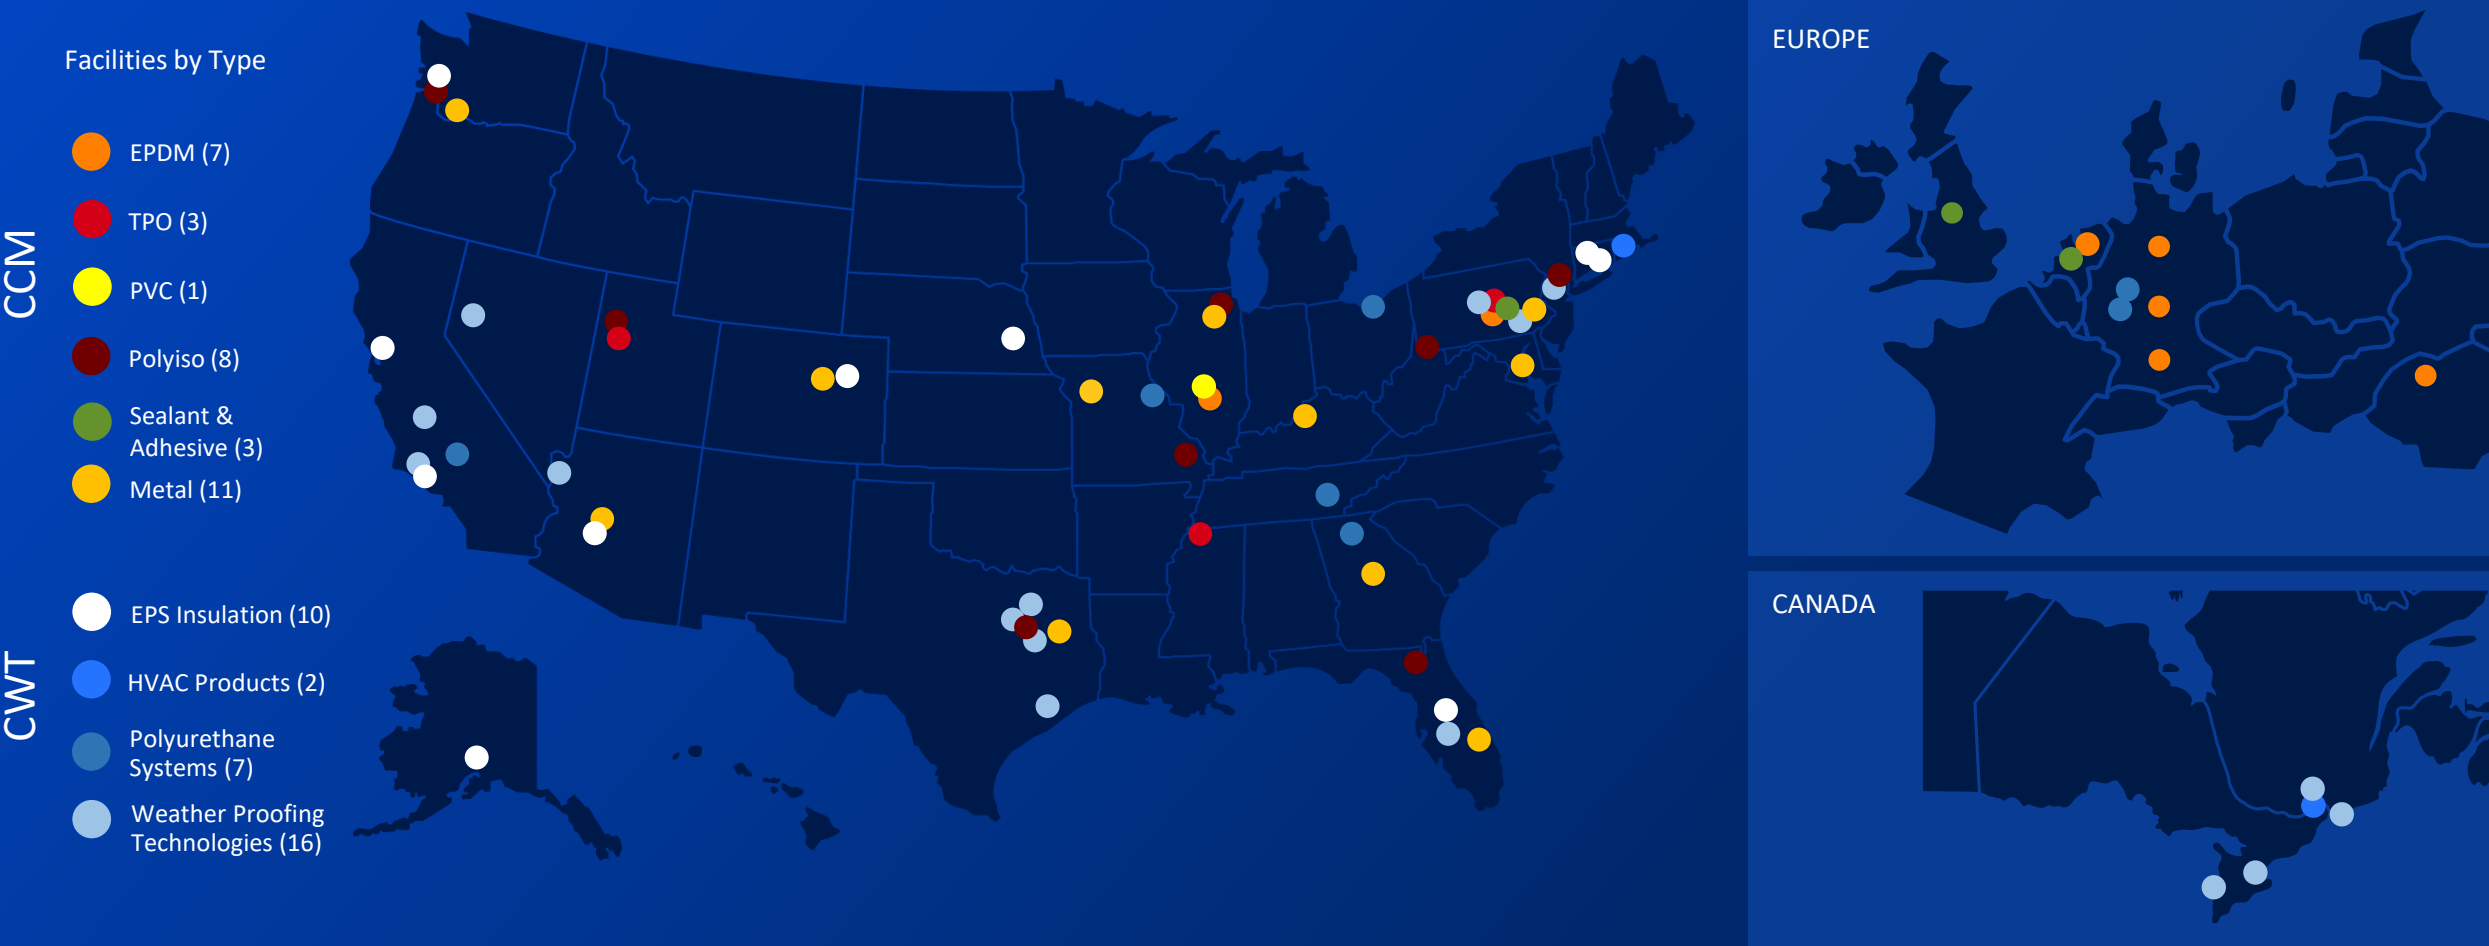 Facilities by Type
CCM
EPDM (7)
TPO (3)
PVC (1)
Polyiso (8)
Sealant &
Adhesive (3)
Metal (11)
CWT
EPS Insulation (10)
HVAC Products (2)
Polyurethane
Systems (7)
Weather Proofing
Technologies (16)
EUROPE
CANADA